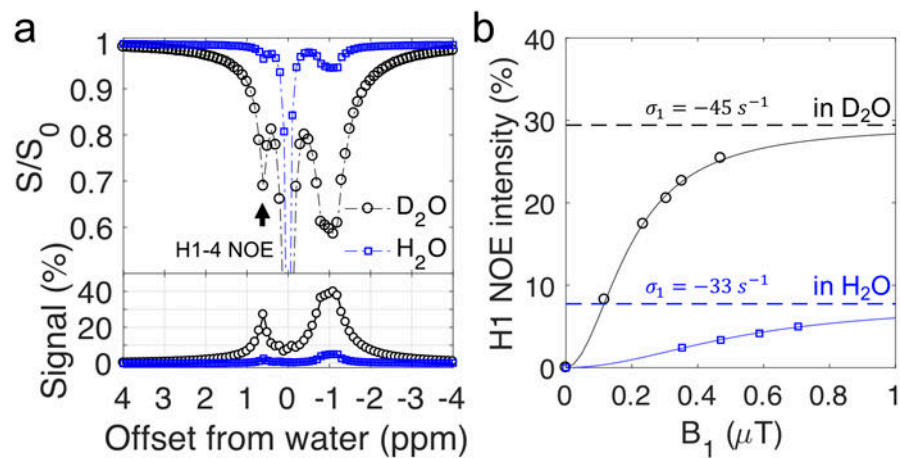 a
1
0.9
0.8
0.7
0.6
S/S₀
H1-4 NOE
D₂O
H₂O
40
20
0
Signal (%)
4 3 2 1 0 -1 -2 -3 -4
Offset from water (ppm)
b
40
30
20
10
0
H1 NOE intensity (%)
σ₁ = −45 s⁻¹ in D₂O
σ₁ = −33 s⁻¹ in H₂O
0 0.2 0.4 0.6 0.8 1
B₁ (μT)